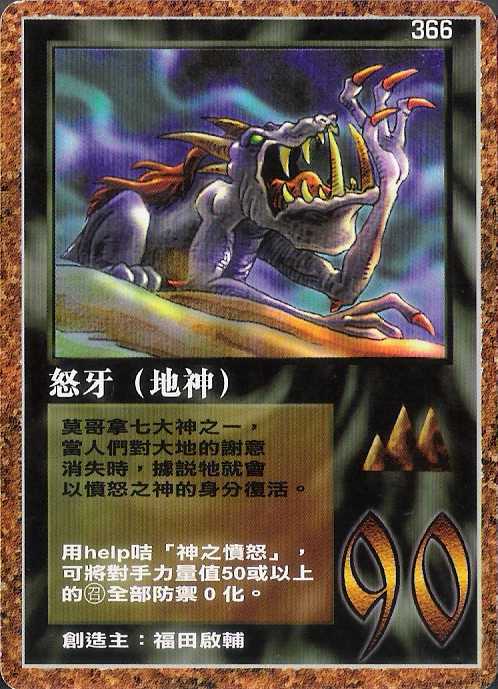 366
怒牙（地神）
莫哥拿七大神之一，
當人們對大地的謝意
消失時，據說牠就會
以憤怒之神的身分復活。
用help咭「神之憤怒」，
可將對手力量值50或以上
的㊁全部防禦0化。
90
創造主：福田啟輔